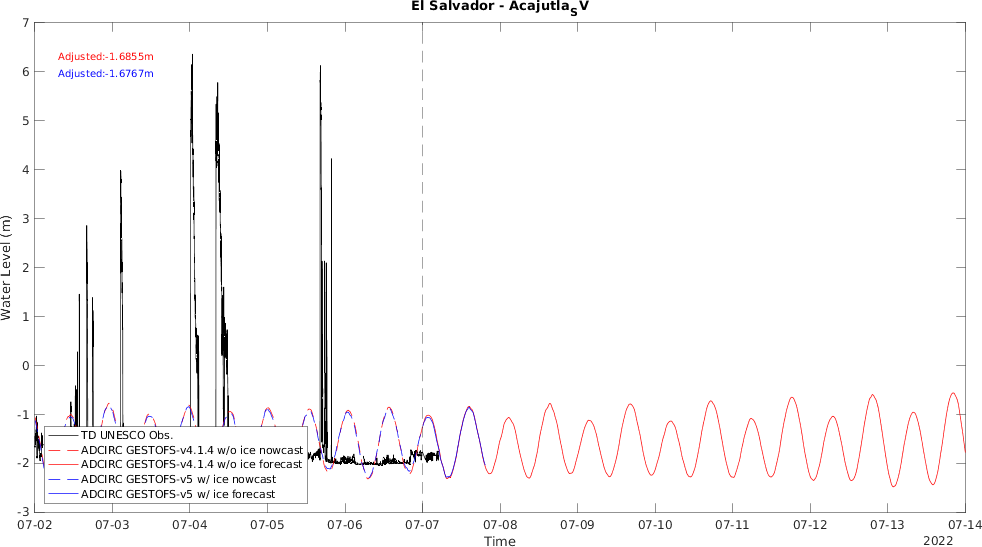 El Salvador - AcajutlaSV
7
6
5
4
3
2
1
0
-1
-2
-3
Water Level (m)
Adjusted:-1.6855m
Adjusted:-1.6767m
TD UNESCO Obs.
ADCIRC GESTOFS-v4.1.4 w/o ice nowcast
ADCIRC GESTOFS-v4.1.4 w/o ice forecast
ADCIRC GESTOFS-v5 w/ ice nowcast
ADCIRC GESTOFS-v5 w/ ice forecast
07-02 07-03 07-04 07-05 07-06 07-07 07-08 07-09 07-10 07-11 07-12 07-13 07-14
Time
2022